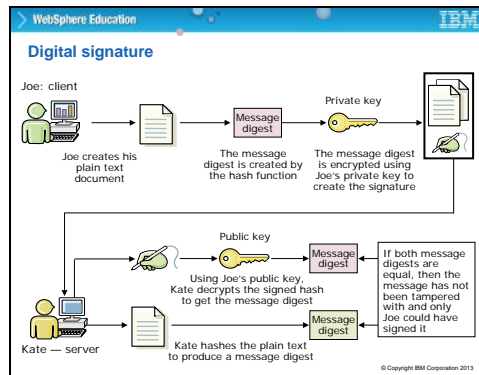 WebSphere Education
IBM
Digital signature
Joe: client
Private key
Message
digest
Joe creates his
plain text
document
The message
digest is created by
the hash function
The message digest
is encrypted using
Joe's private key to
create the signature
Public key
Message
digest
Using Joe's public key,
Kate decrypts the signed hash
to get the message digest
If both message
digests are
equal, then the
message has not
been tampered
with and only
Joe could have
signed it
Message
digest
Kate — server
Kate hashes the plain text
to produce a message digest
© Copyright IBM Corporation 2013